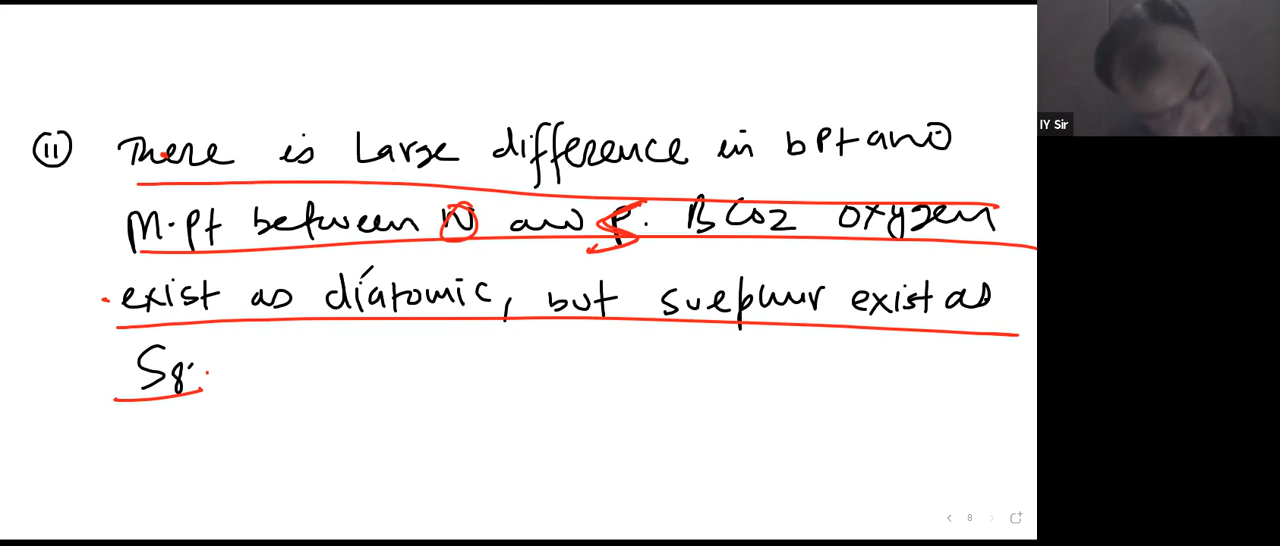 (ii) There is Large difference in bPt and
M.Pt between N and P. BCoz oxygen
exist as diatomic, but sulphur exist as
S8.
IY Sir
8